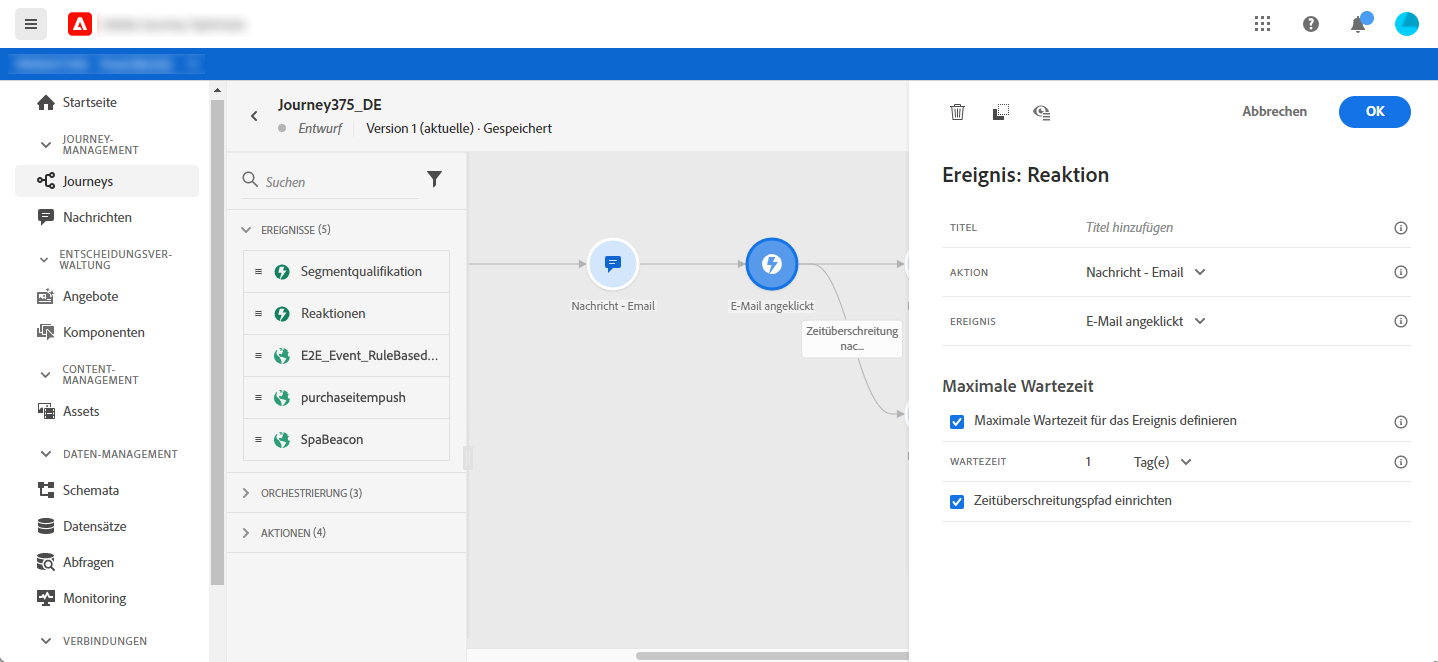 Startseite
JOURNEY-
MANAGEMENT
Journeys
Nachrichten
ENTSCHEIDUNGSVER-
WALTUNG
Angebote
Komponenten
CONTENT-
MANAGEMENT
Assets
DATEN-MANAGEMENT
Schemata
Datensätze
Abfragen
Monitoring
VERBINDUNGEN
Journey375_DE
Entwurf
Version 1 (aktuelle) · Gespeichert
Suchen
EREIGNISSE (5)
Segmentqualifikation
Reaktionen
E2E_Event_RuleBased...
purchaseitempush
SpaBeacon
ORCHESTRIERUNG (3)
AKTIONEN (4)
Nachricht - Email
E-Mail angeklickt
Zeitüberschreitung
nac...
Abbrechen
OK
Ereignis: Reaktion
TITEL
Titel hinzufügen
AKTION
Nachricht - Email
EREIGNIS
E-Mail angeklickt
Maximale Wartezeit
Maximale Wartezeit für das Ereignis definieren
WARTEZEIT
1
Tag(e)
Zeitüberschreitungspfad einrichten